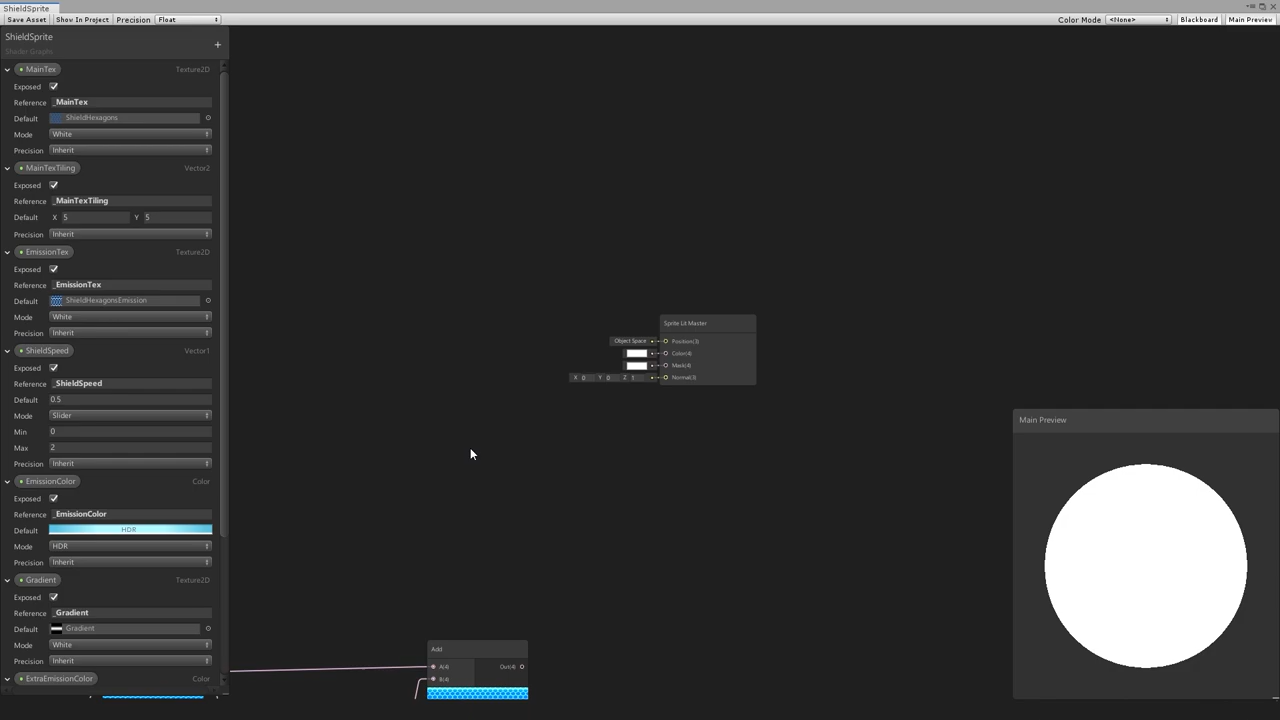 ShieldSprite
Save Asset Show In Project Precision Float Color Mode <None> Blackboard Main Preview
ShieldSprite
Shader Graphs
MainTex Texture2D
Exposed
Reference _MainTex
Default ShieldHexagons
Mode White
Precision Inherit
MainTexTiling Vector2
Exposed
Reference _MainTexTiling
Default X 5 Y 5
Precision Inherit
EmissionTex Texture2D
Exposed
Reference _EmissionTex
Default ShieldHexagonsEmission
Mode White
Precision Inherit
ShieldSpeed Vector1
Exposed
Reference _ShieldSpeed
Default 0.5
Mode Slider
Min 0
Max 2
Precision Inherit
EmissionColor Color
Exposed
Reference _EmissionColor
Default HDR
Mode HDR
Precision Inherit
Gradient Texture2D
Exposed
Reference _Gradient
Default Gradient
Mode White
Precision Inherit
ExtraEmissionColor Color
Sprite Lit Master
Object Space Position(3)
Color(4)
Mask(4)
X 0 Y 0 Z 1 Normal(3)
Add
A(4) Out(4)
B(4)
Main Preview